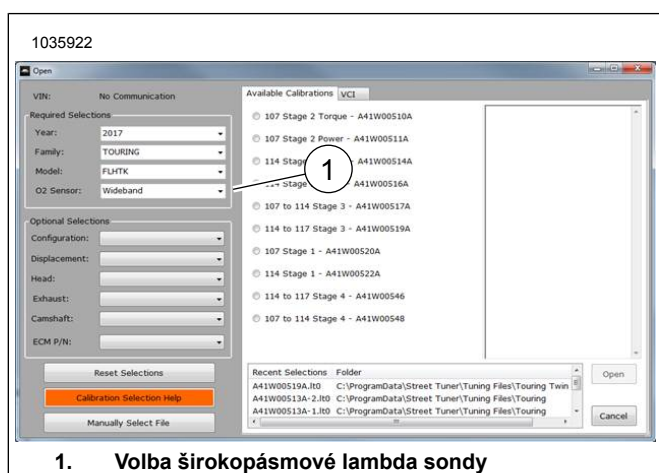 1035922
Open
VIN: No Communication
Required Selections
Year: 2017
Family: TOURING
Model: FLHTK
O2 Sensor: Wideband
Optional Selections
Configuration:
Displacement:
Head:
Exhaust:
Camshaft:
ECM P/N:
Reset Selections
Calibration Selection Help
Manually Select File
Available Calibrations VCI
107 Stage 2 Torque - A41W00510A
107 Stage 2 Power - A41W00511A
114 Stage A41W00514A
1
Stage A41W00516A
107 to 114 Stage 3 - A41W00517A
114 to 117 Stage 3 - A41W00519A
107 Stage 1 - A41W00520A
114 Stage 1 - A41W00522A
114 to 117 Stage 4 - A41W00546
107 to 114 Stage 4 - A41W00548
Recent Selections Folder
A41W00519A.lt0 C:\ProgramData\Street Tuner\Tuning Files\Touring Twin
A41W00513A-2.lt0 C:\ProgramData\Street Tuner\Tuning Files\Touring
A41W00513A-1.lt0 C:\ProgramData\Street Tuner\Tuning Files\Touring
Open
Cancel
1. Volba širokopásmové lambda sondy